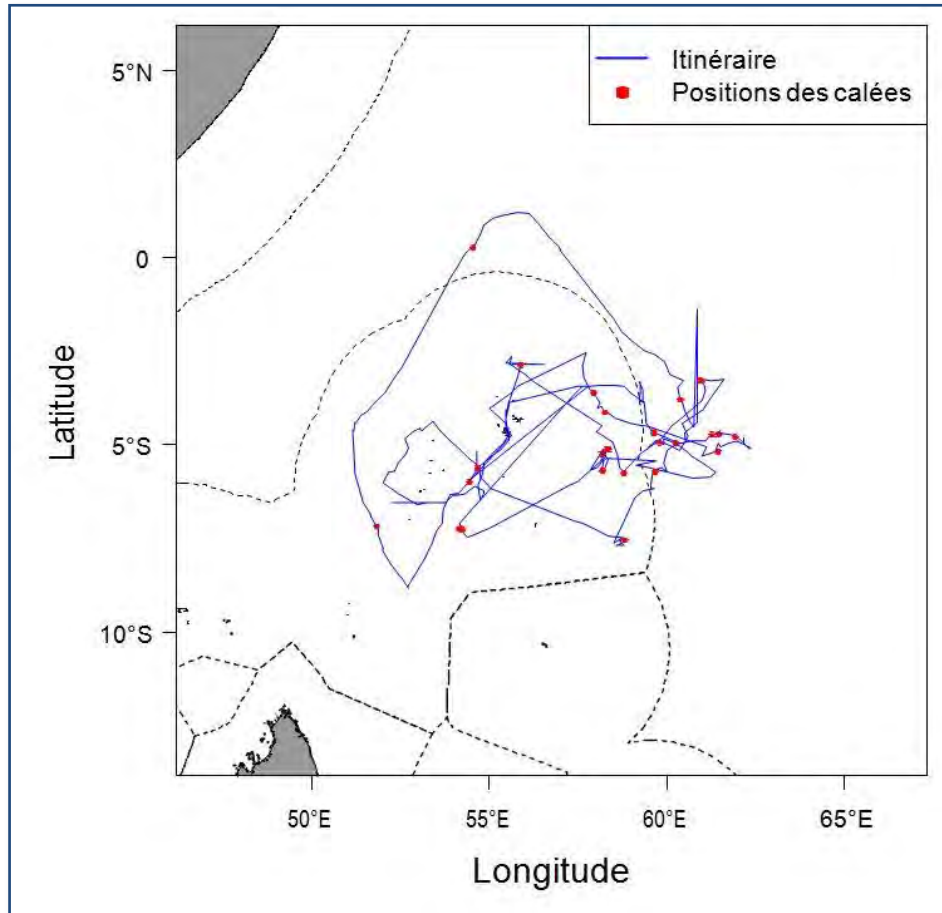 Itinéraire
Positions des calées
5°N
0
5°S
10°S
Latitude
50°E
55°E
60°E
65°E
Longitude